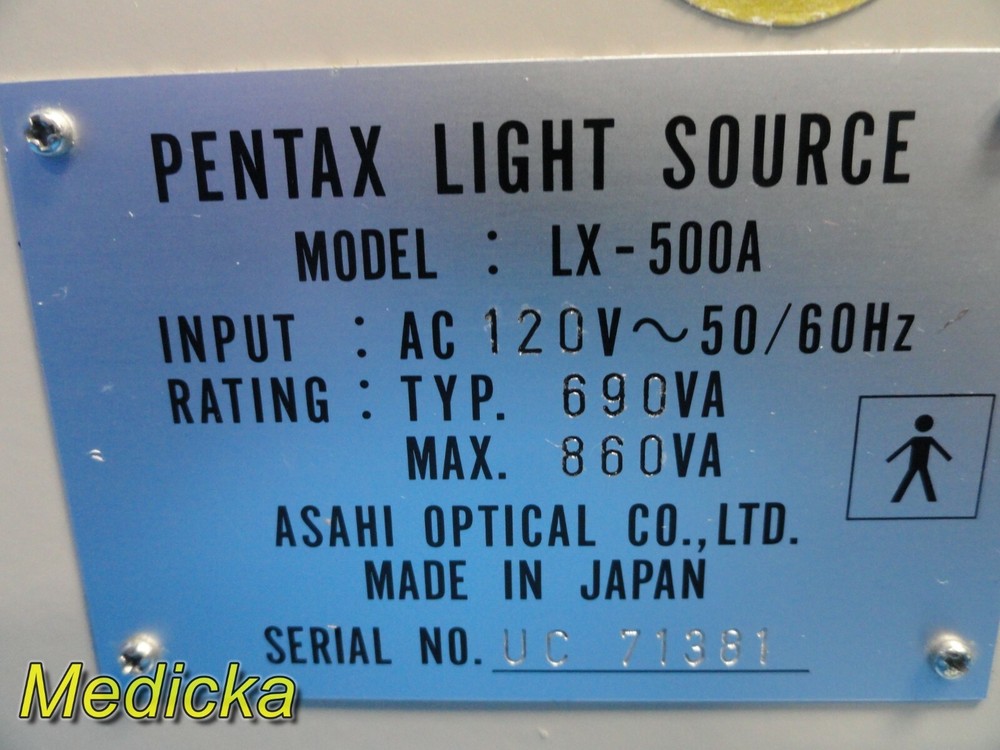 PENTAX LIGHT SOURCE
MODEL : LX-500A
INPUT : AC 120V~50/60Hz
RATING : TYP. 690VA
MAX. 860VA
ASAHI OPTICAL CO.,LTD.
MADE IN JAPAN
SERIAL NO. UC 71381
Medicka